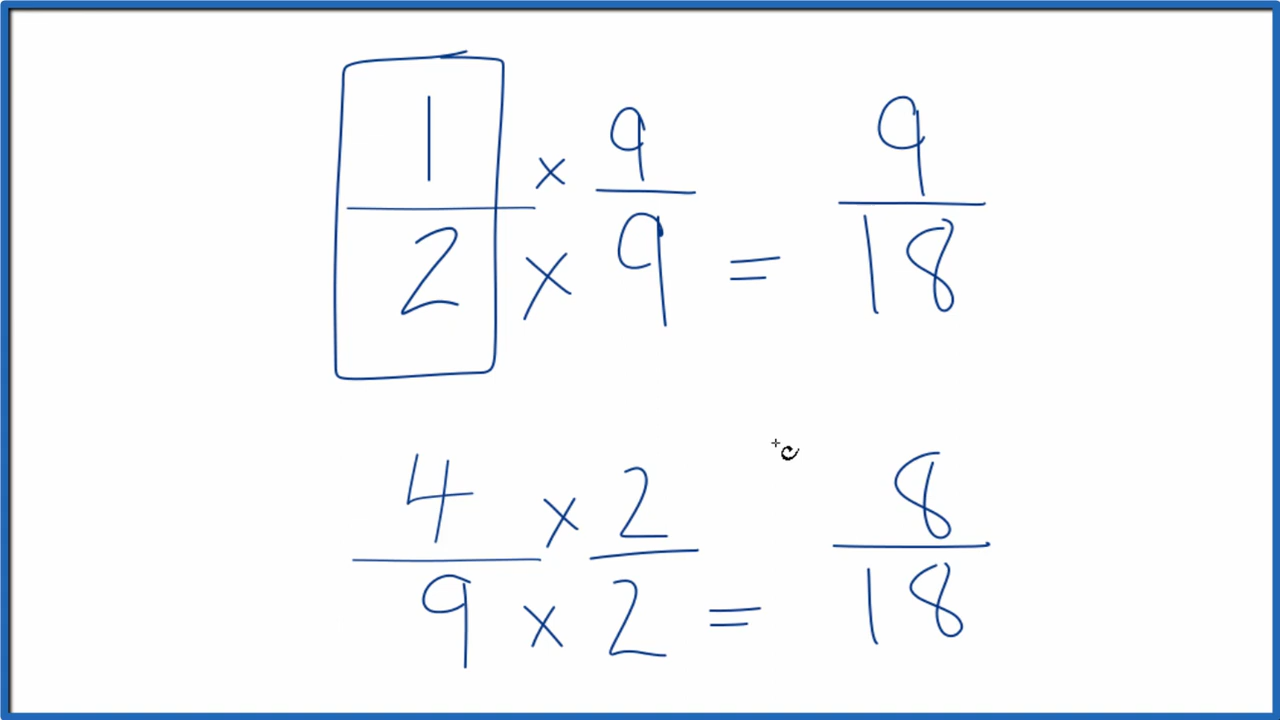 1/2 × 9/9 = 9/18
4/9 × 2/2 = 8/18